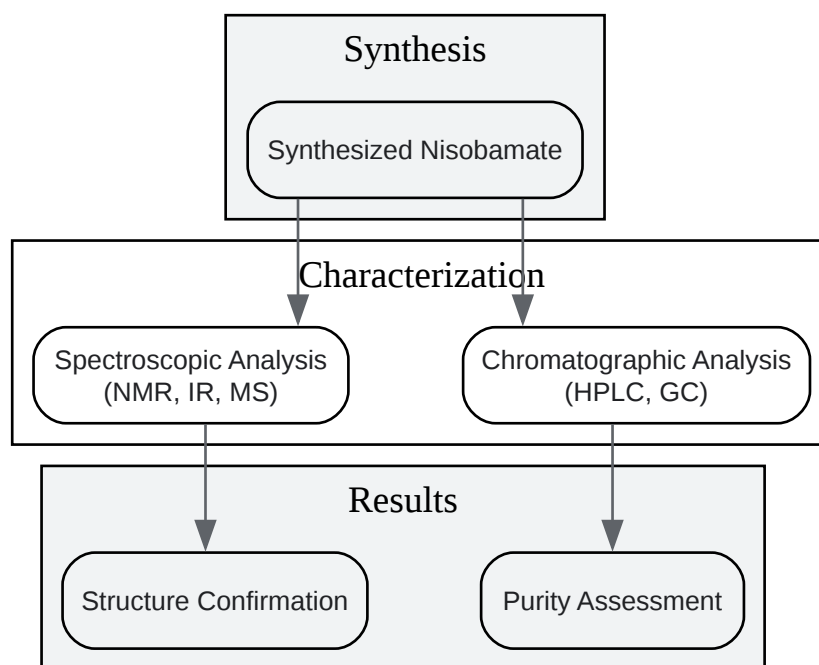 Synthesis
Synthesized Nisobamate
Characterization
Spectroscopic Analysis
(NMR, IR, MS)
Chromatographic Analysis
(HPLC, GC)
Results
Structure Confirmation
Purity Assessment